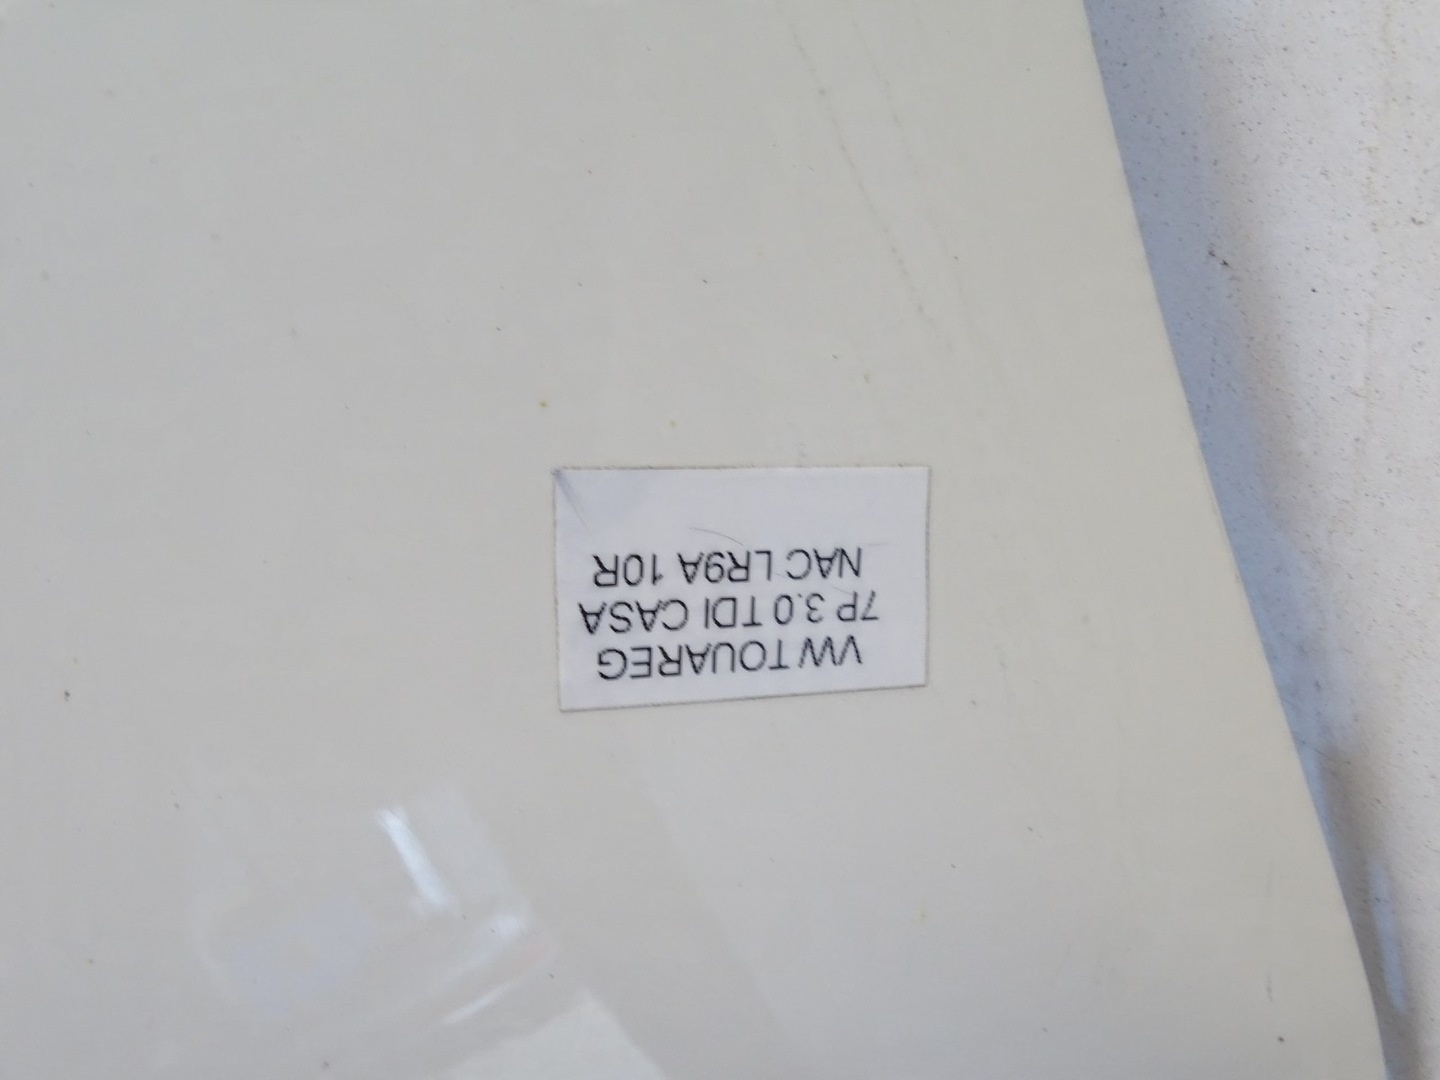 VW TOUAREG
7P 3.0 TDI CASA
NAC LR9A 10R